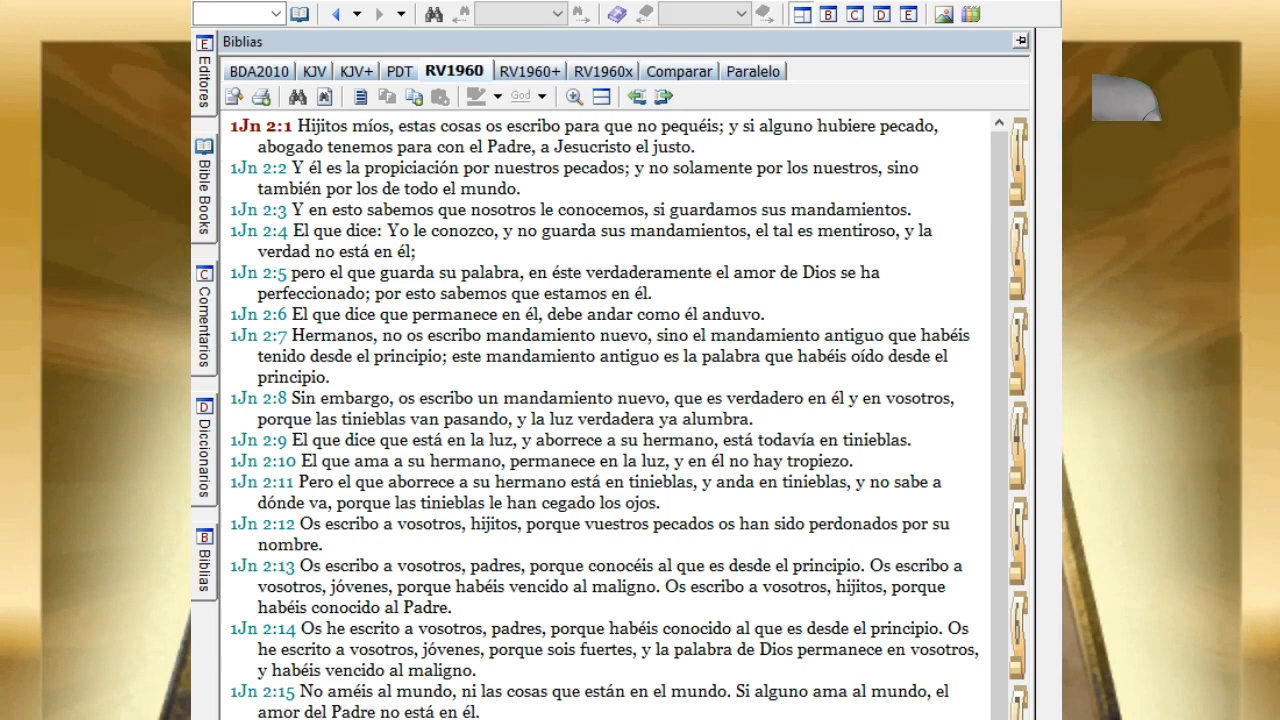 Biblias
BDA2010 KJV KJV+ PDT RV1960 RV1960+ RV1960x Comparar Paralelo
B C D E
God
E Editores
Bible Books
C Comentarios
D Diccionarios
B Biblias
1Jn 2:1 Hijitos míos, estas cosas os escribo para que no pequéis; y si alguno hubiere pecado,
abogado tenemos para con el Padre, a Jesucristo el justo.
1Jn 2:2 Y él es la propiciación por nuestros pecados; y no solamente por los nuestros, sino
también por los de todo el mundo.
1Jn 2:3 Y en esto sabemos que nosotros le conocemos, si guardamos sus mandamientos.
1Jn 2:4 El que dice: Yo le conozco, y no guarda sus mandamientos, el tal es mentiroso, y la
verdad no está en él;
1Jn 2:5 pero el que guarda su palabra, en éste verdaderamente el amor de Dios se ha
perfeccionado; por esto sabemos que estamos en él.
1Jn 2:6 El que dice que permanece en él, debe andar como él anduvo.
1Jn 2:7 Hermanos, no os escribo mandamiento nuevo, sino el mandamiento antiguo que habéis
tenido desde el principio; este mandamiento antiguo es la palabra que habéis oído desde el
principio.
1Jn 2:8 Sin embargo, os escribo un mandamiento nuevo, que es verdadero en él y en vosotros,
porque las tinieblas van pasando, y la luz verdadera ya alumbra.
1Jn 2:9 El que dice que está en la luz, y aborrece a su hermano, está todavía en tinieblas.
1Jn 2:10 El que ama a su hermano, permanece en la luz, y en él no hay tropiezo.
1Jn 2:11 Pero el que aborrece a su hermano está en tinieblas, y anda en tinieblas, y no sabe a
dónde va, porque las tinieblas le han cegado los ojos.
1Jn 2:12 Os escribo a vosotros, hijitos, porque vuestros pecados os han sido perdonados por su
nombre.
1Jn 2:13 Os escribo a vosotros, padres, porque conocéis al que es desde el principio. Os escribo a
vosotros, jóvenes, porque habéis vencido al maligno. Os escribo a vosotros, hijitos, porque
habéis conocido al Padre.
1Jn 2:14 Os he escrito a vosotros, padres, porque habéis conocido al que es desde el principio. Os
he escrito a vosotros, jóvenes, porque sois fuertes, y la palabra de Dios permanece en vosotros,
y habéis vencido al maligno.
1Jn 2:15 No améis al mundo, ni las cosas que están en el mundo. Si alguno ama al mundo, el
amor del Padre no está en él.
1
2
3
4
5
6
7